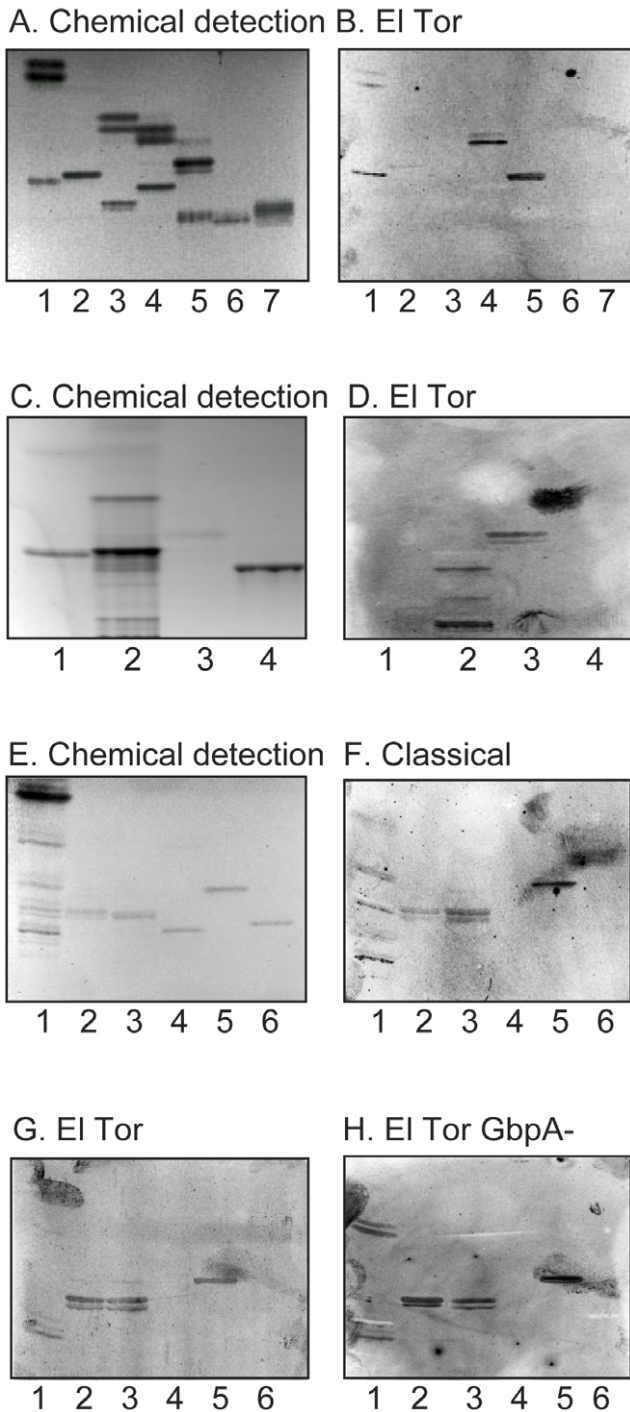 A. Chemical detection B. El Tor
1 2 3 4 5 6 7 1 2 3 4 5 6 7
C. Chemical detection D. El Tor
1 2 3 4 1 2 3 4
E. Chemical detection F. Classical
1 2 3 4 5 6 1 2 3 4 5 6
G. El Tor H. El Tor GbpA-
1 2 3 4 5 6 1 2 3 4 5 6